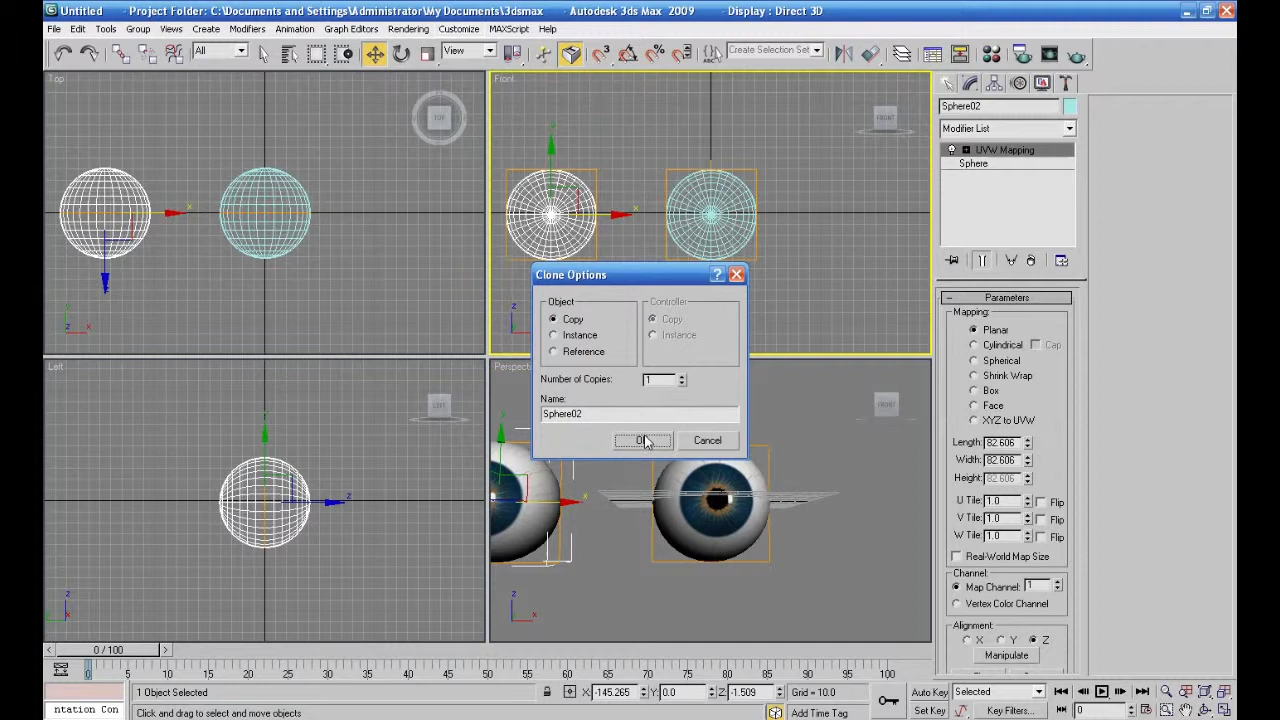 Untitled - Project Folder: C:\Documents and Settings\Administrator\My Documents\3dsmax - Autodesk 3ds Max 2009 - Display : Direct 3D
File Edit Tools Group Views Create Modifiers Animation Graph Editors Rendering Customize MAXScript Help
All View Create Selection Set
Top
TOP
Front
FRONT
Left
LEFT
Perspect
FRONT
Clone Options
Object
Copy
Instance
Reference
Controller
Copy
Instance
Number of Copies: 1
Name:
Sphere02
Cancel
Sphere02
Modifier List
UVW Mapping
Sphere
Parameters
Mapping:
Planar
Cylindrical Cap
Spherical
Shrink Wrap
Box
Face
XYZ to UVW
Length: 82.606
Width: 82.606
Height: 82.606
U Tile: 1.0 Flip
V Tile: 1.0 Flip
W Tile: 1.0 Flip
Real-World Map Size
Channel:
Map Channel: 1
Vertex Color Channel
Alignment:
X Y Z
Manipulate
0 / 100
0 5 10 15 20 25 30 35 40 45 50 55 60 65 70 75 80 85 90 95 100
1 Object Selected X: -145.265 Y: 0.0 Z: -1.509 Grid = 10.0 Auto Key Selected
ntation Con Click and drag to select and move objects Add Time Tag Set Key Key Filters... 0